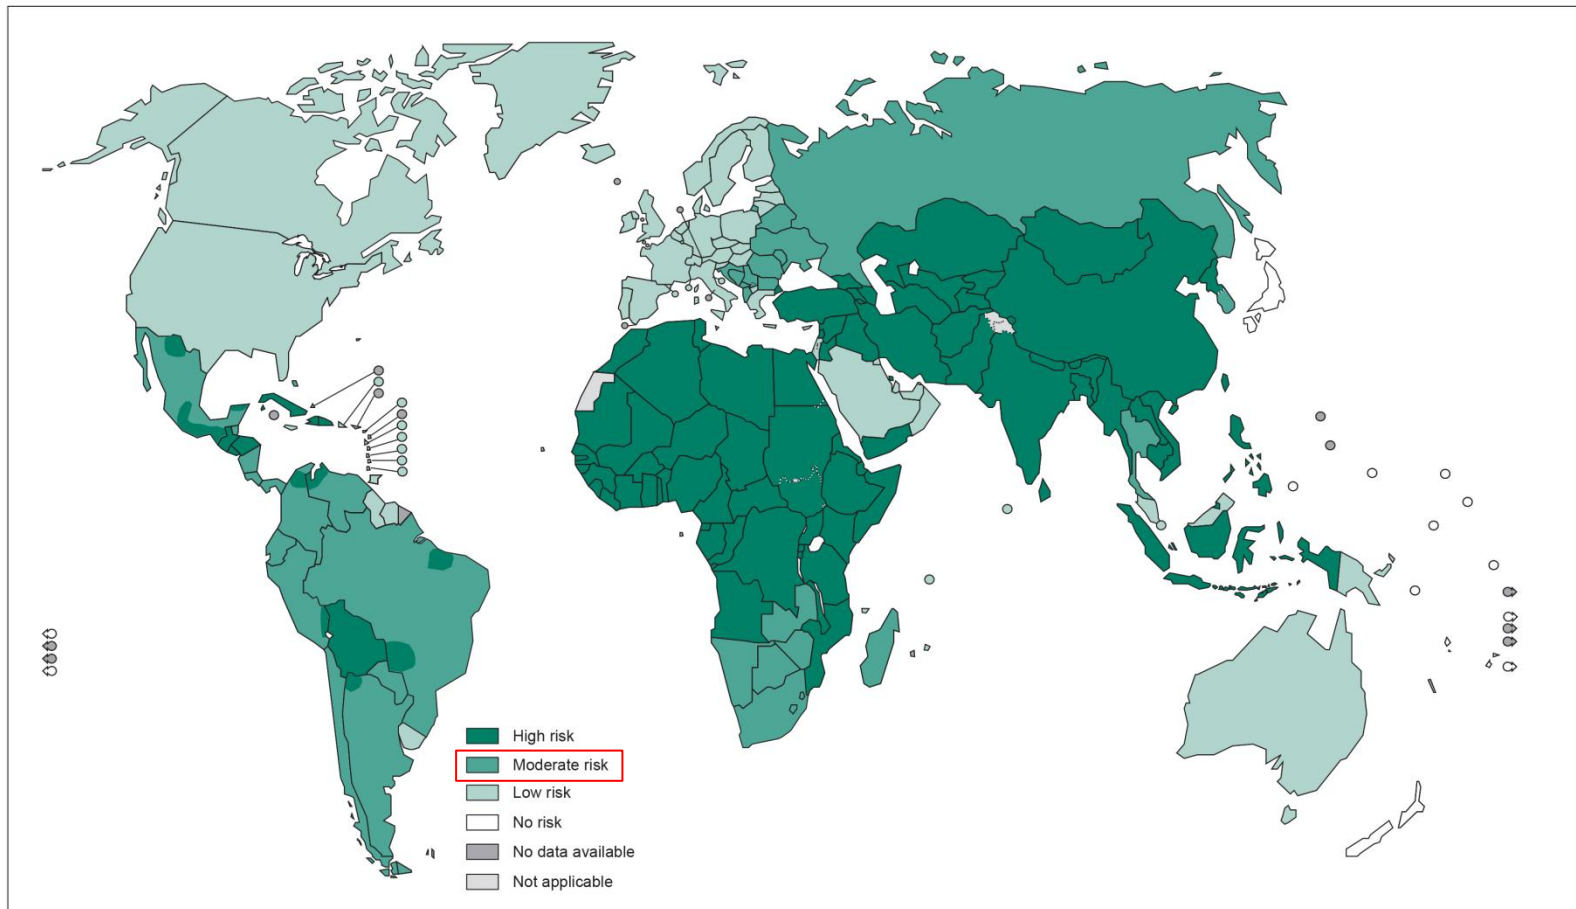 High risk
Moderate risk
Low risk
No risk
No data available
Not applicable